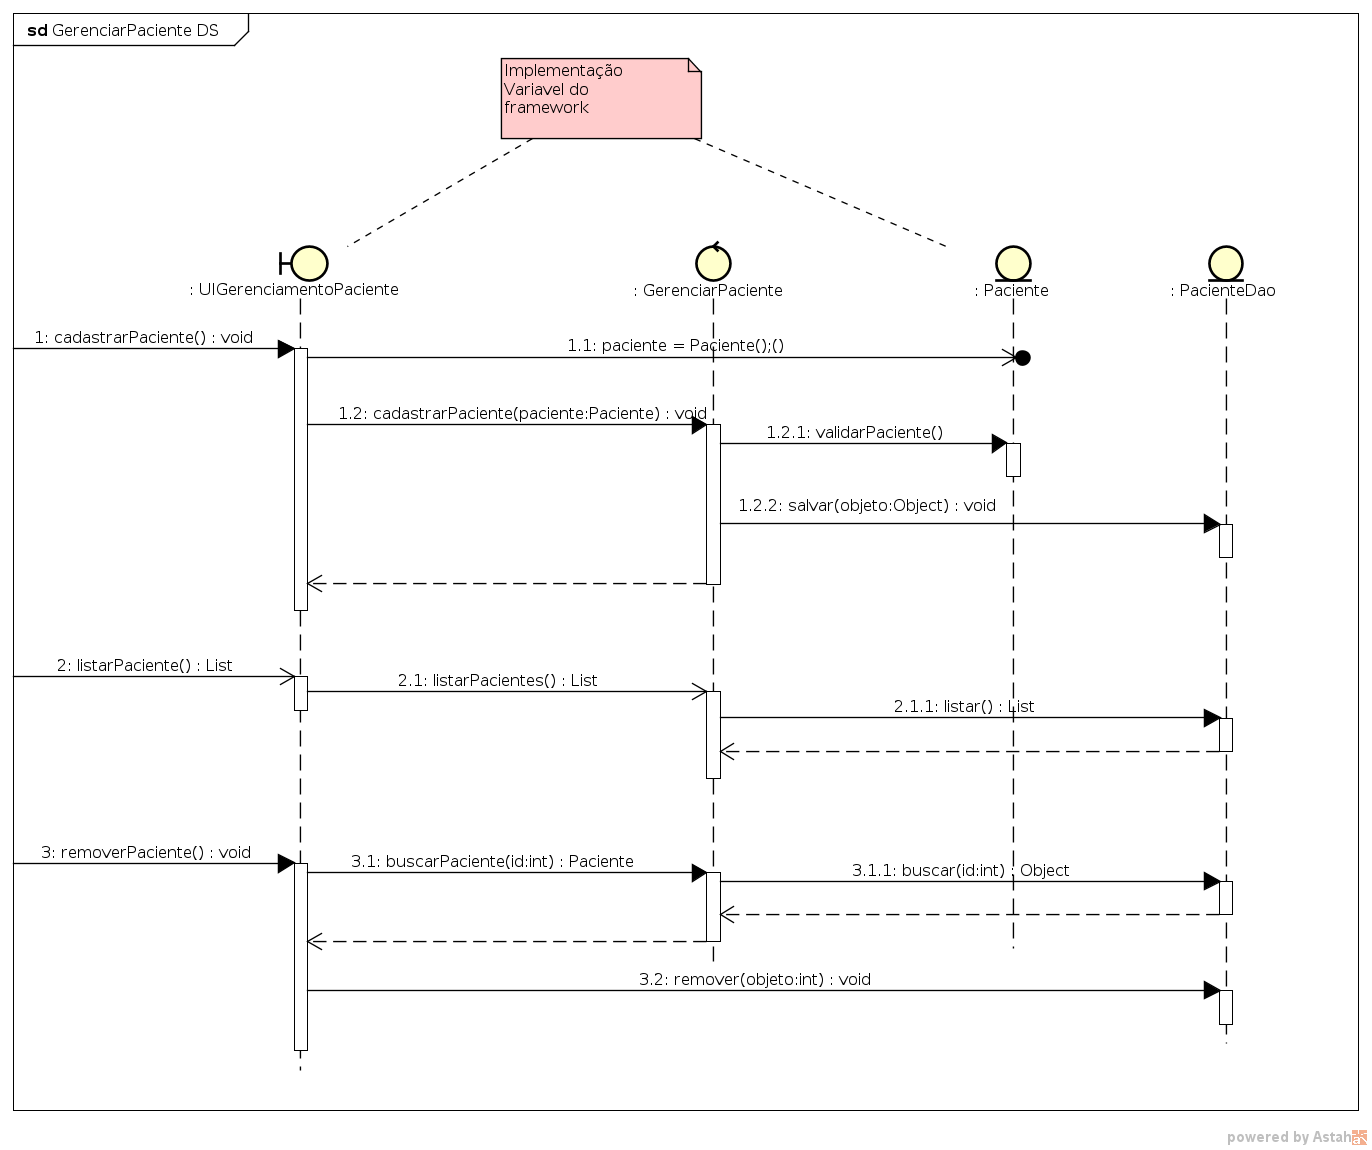 sd GerenciarPaciente DS
Implementação
Variavel do
framework
: UIGerenciamentoPaciente
: GerenciarPaciente
: Paciente
: PacienteDao
1: cadastrarPaciente() : void
1.1: paciente = Paciente();()
1.2: cadastrarPaciente(paciente:Paciente) : void
1.2.1: validarPaciente()
1.2.2: salvar(objeto:Object) : void
2: listarPaciente() : List
2.1: listarPacientes() : List
2.1.1: listar() : List
3: removerPaciente() : void
3.1: buscarPaciente(id:int) : Paciente
3.1.1: buscar(id:int) : Object
3.2: remover(objeto:int) : void
powered by Astah